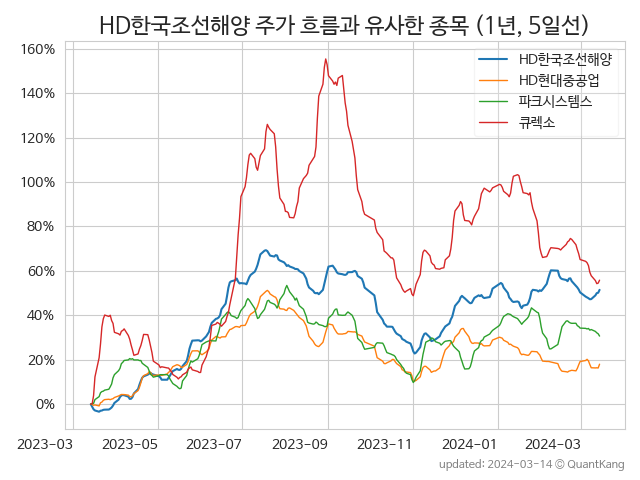 HD한국조선해양 주가 흐름과 유사한 종목 (1년, 5일선)
160%
140%
120%
100%
80%
60%
40%
20%
0%
HD한국조선해양
HD현대중공업
파크시스템스
큐렉소
2023-03
2023-05
2023-07
2023-09
2023-11
2024-01
2024-03
updated: 2024-03-14 © QuantKang